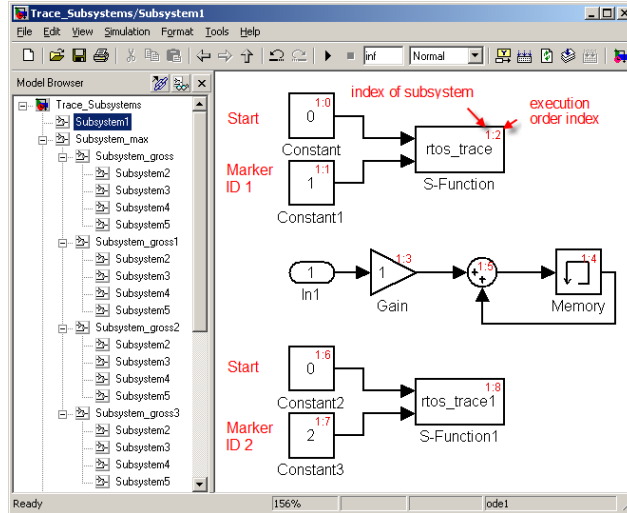 Trace_Subsystems/Subsystem1
File Edit View Simulation Format Tools Help
inf Normal
Model Browser
Trace_Subsystems
Subsystem1
Subsystem_max
Subsystem_gross
Subsystem2
Subsystem3
Subsystem4
Subsystem5
Subsystem_gross1
Subsystem2
Subsystem3
Subsystem4
Subsystem5
Subsystem_gross2
Subsystem2
Subsystem3
Subsystem4
Subsystem5
Subsystem_gross3
Subsystem2
Subsystem3
Subsystem4
Subsystem5
index of subsystem
execution
order index
Start
1:0
0
Constant
Marker
ID 1
1:1
1
Constant1
1:2
rtos_trace
S-Function
1
In1
1:3
1
Gain
1:5
++
1:4
Memory
Start
1:6
0
Constant2
Marker
ID 2
1:7
2
Constant3
1:8
rtos_trace1
S-Function1
Ready 156% ode1